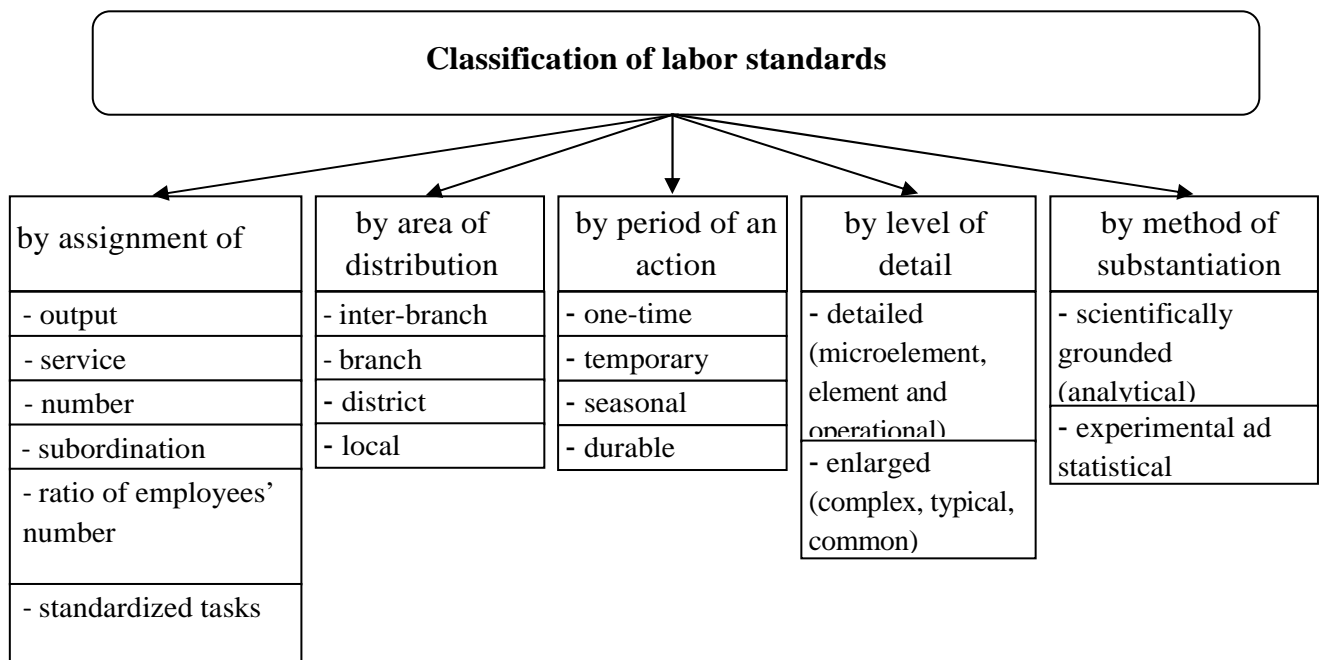 Classification of labor standards
by assignment of
- output
- service
- number
- subordination
- ratio of employees’
number
- standardized tasks
by area of
distribution
- inter-branch
- branch
- district
- local
by period of an
action
- one-time
- temporary
- seasonal
- durable
by level of
detail
- detailed
(microelement,
element and
operational)
- enlarged
(complex, typical,
common)
by method of
substantiation
- scientifically
grounded
(analytical)
- experimental ad
statistical